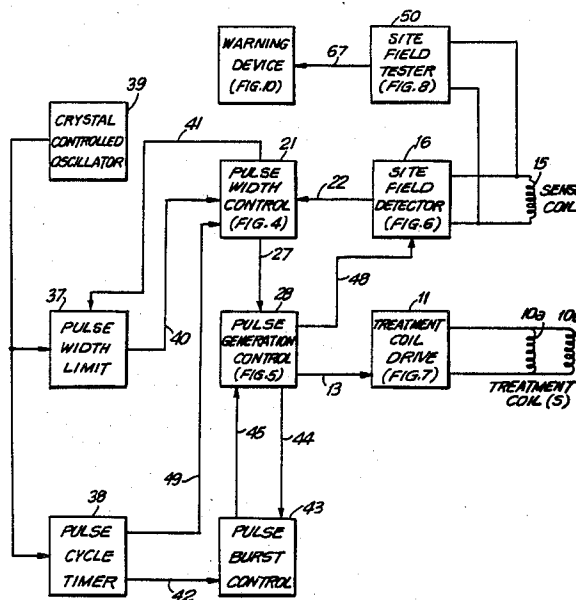 50
WARNING
DEVICE
(FIG.10)
67
SITE
FIELD
TESTER
(FIG. 8)
39
CRYSTAL
CONTROLLED
OSCILLATOR
41
21
PULSE
WIDTH
CONTROL
(FIG. 4)
22
16
SITE
FIELD
DETECTOR
(FIG. 6)
15
SENSE
COIL
27
48
37
PULSE
WIDTH
LIMIT
40
28
PULSE
GENERATION
CONTROL
(FIG. 5)
13
11
TREATMENT
COIL
DRIVE
(FIG. 7)
10a
TREATMENT
COIL(S)
49
45
44
38
PULSE
CYCLE
TIMER
42
43
PULSE
BURST
CONTROL